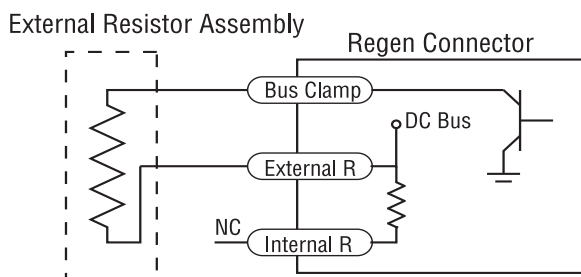 External Resistor Assembly
Regen Connector
Bus Clamp
DC Bus
External R
NC
Internal R